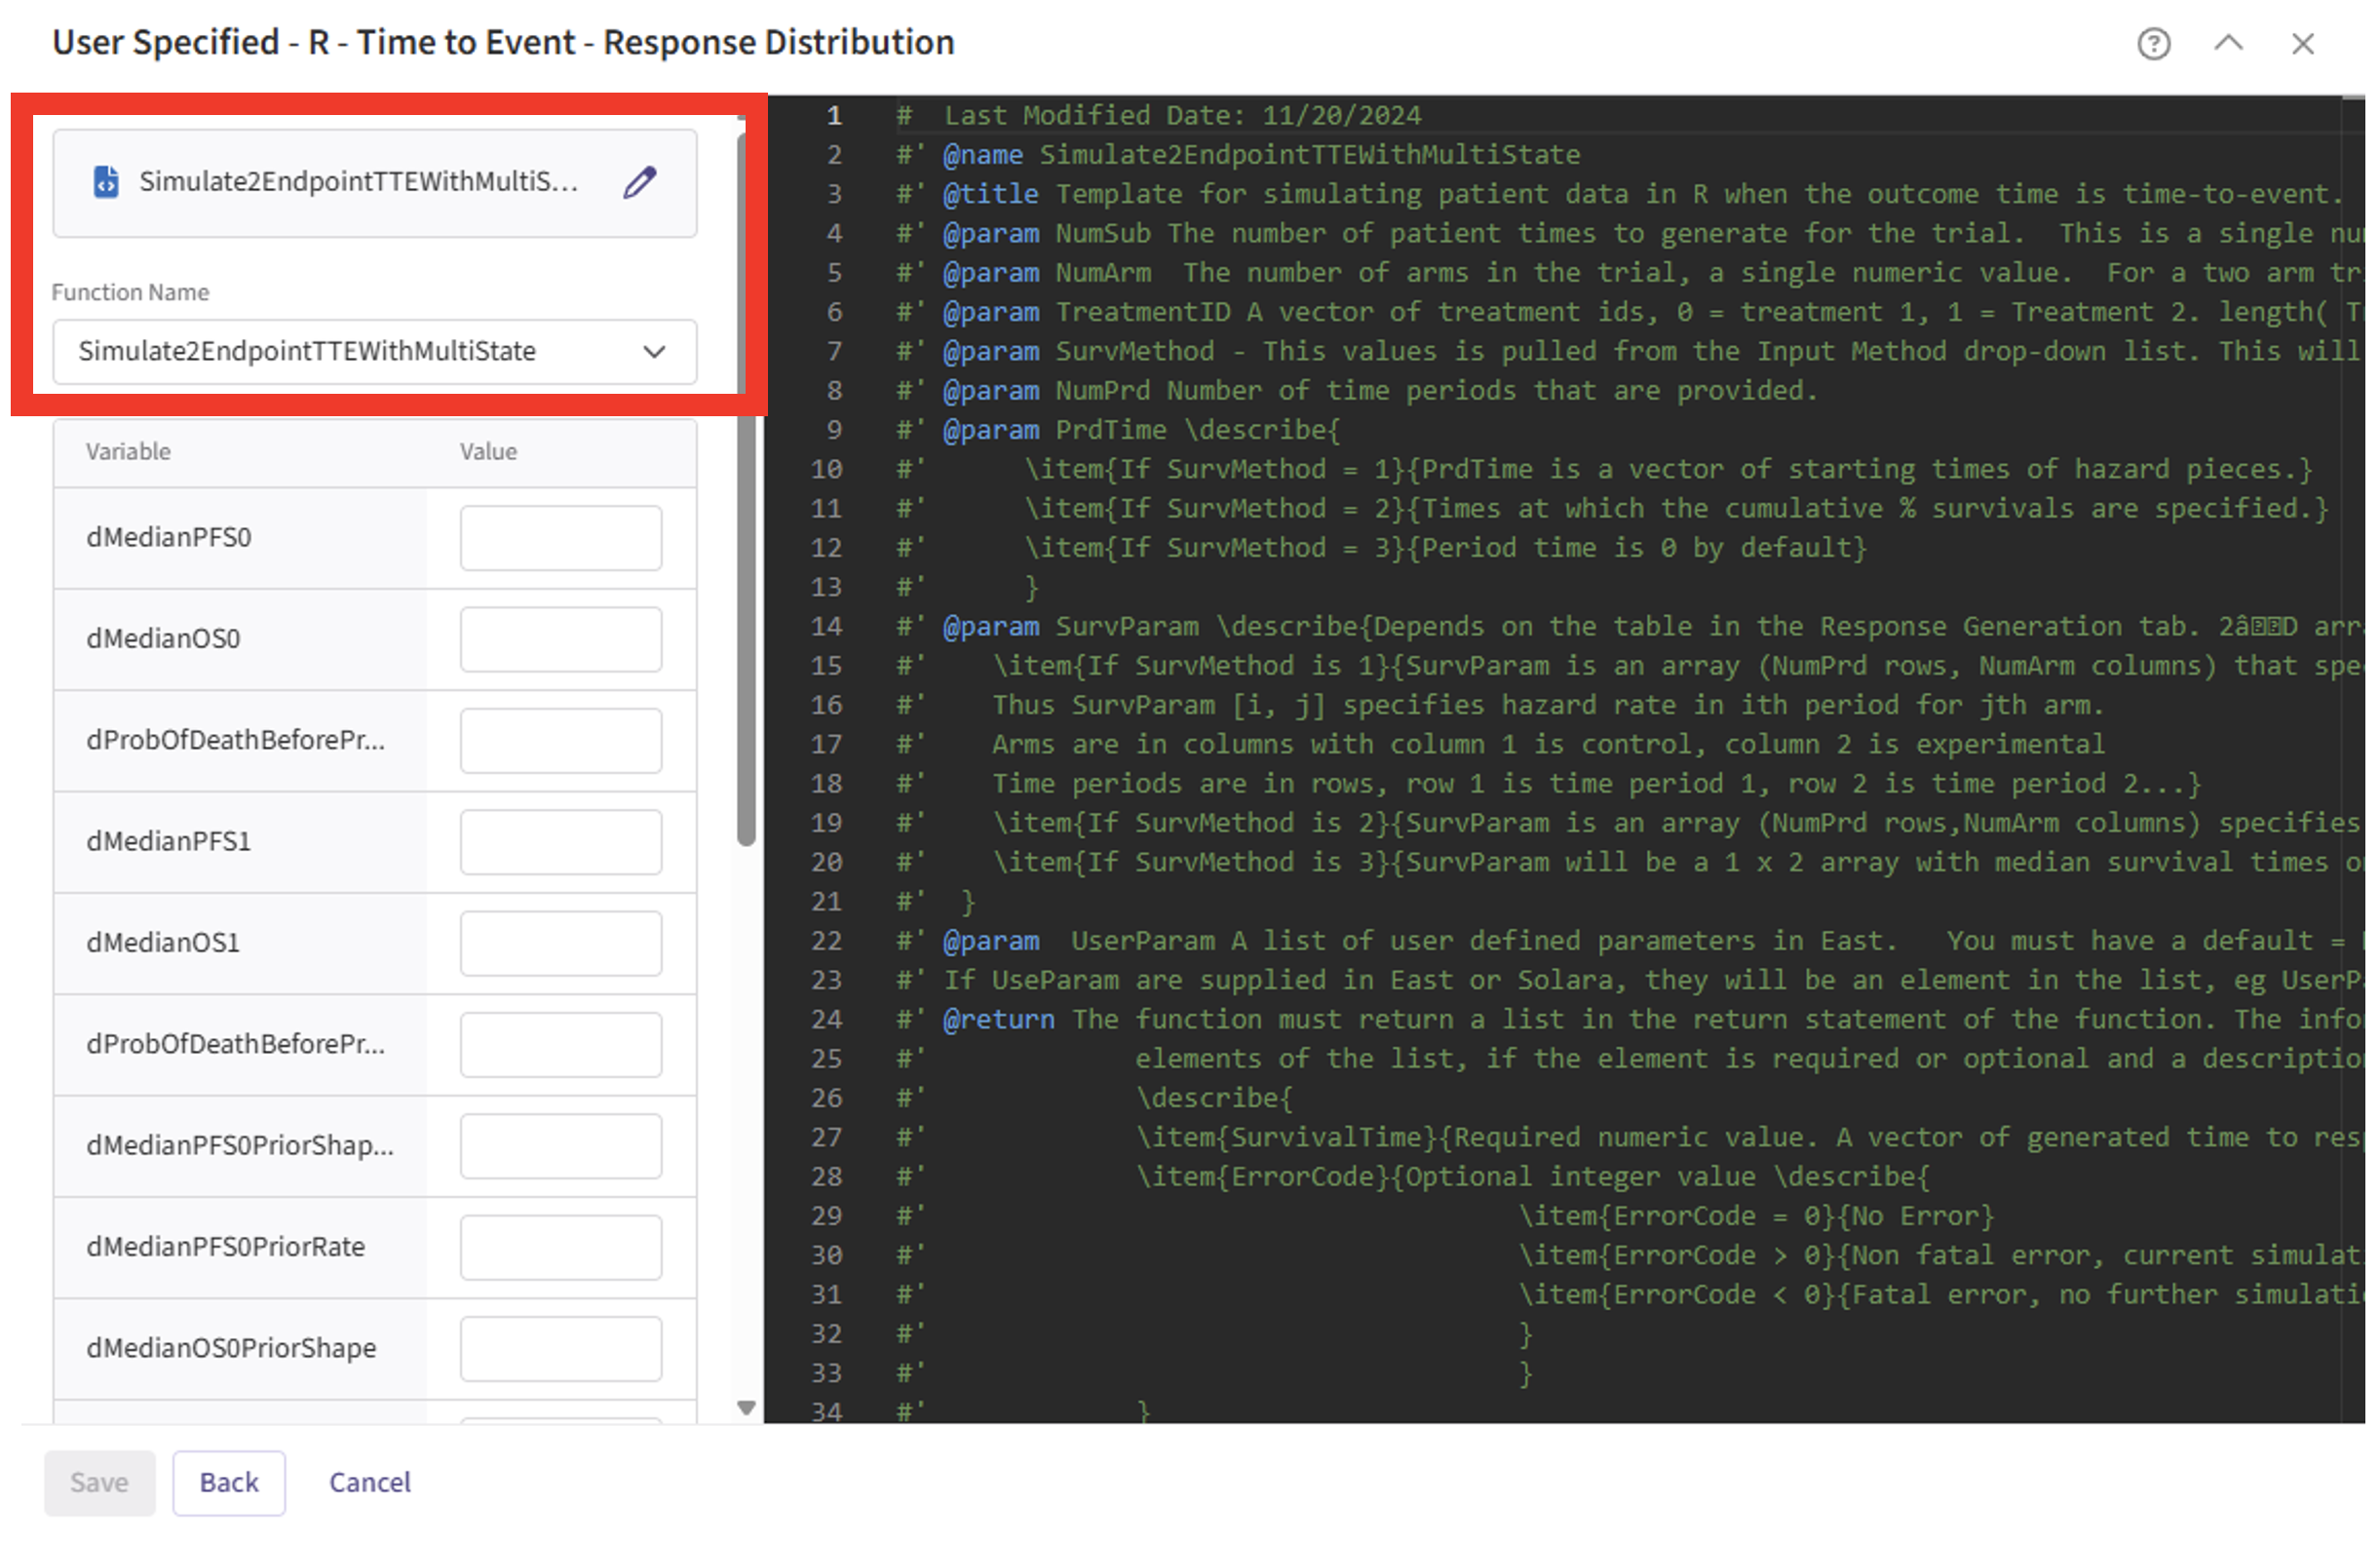 User Specified - R - Time to Event - Response Distribution
Simulate2EndpointTTEWithMultiS...
Function Name
Simulate2EndpointTTEWithMultiState
Variable Value
dMedianPFS0
dMedianOS0
dProbOfDeathBeforePr...
dMedianPFS1
dMedianOS1
dProbOfDeathBeforePr...
dMedianPFS0PriorShap...
dMedianPFS0PriorRate
dMedianOS0PriorShape
Save Back Cancel
1 #  Last Modified Date: 11/20/2024
2 #' @name Simulate2EndpointTTEWithMultiState
3 #' @title Template for simulating patient data in R when the outcome time is time-to-event.
4 #' @param NumSub The number of patient times to generate for the trial.  This is a single nu
5 #' @param NumArm  The number of arms in the trial, a single numeric value.  For a two arm tr
6 #' @param TreatmentID A vector of treatment ids, 0 = treatment 1, 1 = Treatment 2. length( T
7 #' @param SurvMethod - This values is pulled from the Input Method drop-down list. This will
8 #' @param NumPrd Number of time periods that are provided.
9 #' @param PrdTime \describe{
10 #'      \item{If SurvMethod = 1}{PrdTime is a vector of starting times of hazard pieces.}
11 #'      \item{If SurvMethod = 2}{Times at which the cumulative % survivals are specified.}
12 #'      \item{If SurvMethod = 3}{Period time is 0 by default}
13 #'      }
14 #' @param SurvParam \describe{Depends on the table in the Response Generation tab. 2âD arr
15 #'    \item{If SurvMethod is 1}{SurvParam is an array (NumPrd rows, NumArm columns) that spe
16 #'    Thus SurvParam [i, j] specifies hazard rate in ith period for jth arm.
17 #'    Arms are in columns with column 1 is control, column 2 is experimental
18 #'    Time periods are in rows, row 1 is time period 1, row 2 is time period 2...}
19 #'    \item{If SurvMethod is 2}{SurvParam is an array (NumPrd rows,NumArm columns) specifies
20 #'    \item{If SurvMethod is 3}{SurvParam will be a 1 x 2 array with median survival times o
21 #'  }
22 #' @param  UserParam A list of user defined parameters in East.   You must have a default =
23 #' If UseParam are supplied in East or Solara, they will be an element in the list, eg UserP
24 #' @return The function must return a list in the return statement of the function. The info
25 #'             elements of the list, if the element is required or optional and a descriptio
26 #'             \describe{
27 #'             \item{SurvivalTime}{Required numeric value. A vector of generated time to res
28 #'             \item{ErrorCode}{Optional integer value \describe{
29 #'                                     \item{ErrorCode = 0}{No Error}
30 #'                                     \item{ErrorCode > 0}{Non fatal error, current simulat
31 #'                                     \item{ErrorCode < 0}{Fatal error, no further simulati
32 #'                                     }
33 #'                                     }
34 #'             }